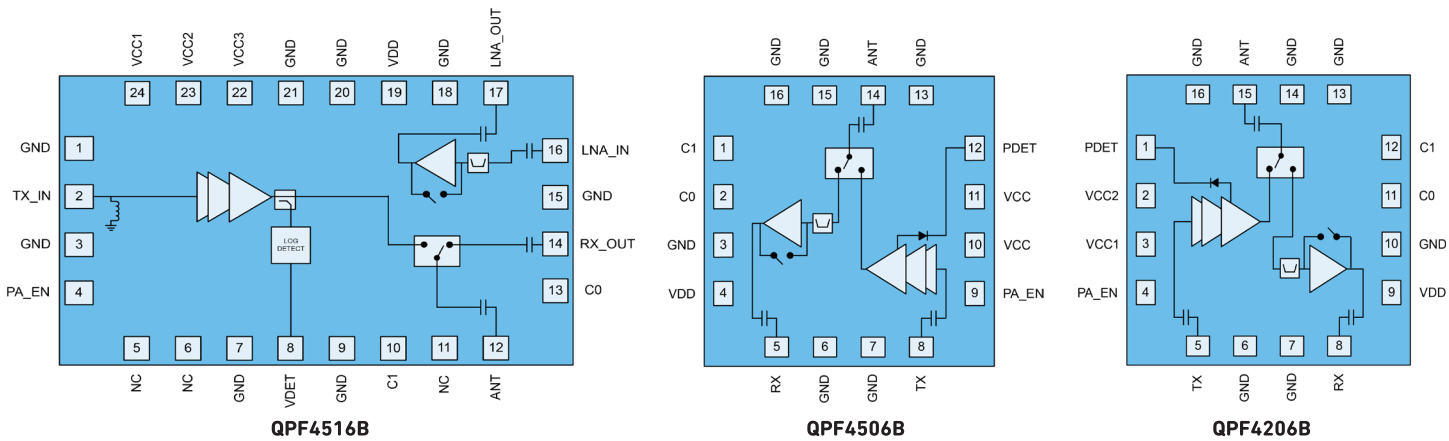 VCC1 VCC2 VCC3 GND GND VDD GND LNA_OUT
24 23 22 21 20 19 18 17
GND 1
TX_IN 2
GND 3
PA_EN 4
LOG
DETECT
16 LNA_IN
15 GND
14 RX_OUT
13 C0
5 6 7 8 9 10 11 12
NC NC GND VDET GND C1 NC ANT
QPF4516B
GND GND ANT GND
16 15 14 13
C1 1
C0 2
GND 3
VDD 4
12 PDET
11 VCC
10 VCC
9 PA_EN
5 6 7 8
RX GND GND TX
QPF4506B
GND ANT GND GND
16 15 14 13
PDET 1
VCC2 2
VCC1 3
PA_EN 4
12 C1
11 C0
10 GND
9 VDD
5 6 7 8
TX GND GND RX
QPF4206B